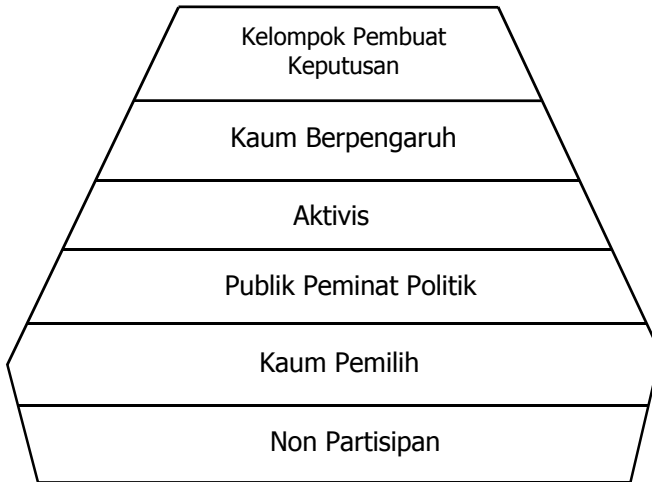 Kelompok Pembuat
Keputusan
Kaum Berpengaruh
Aktivis
Publik Peminat Politik
Kaum Pemilih
Non Partisipan